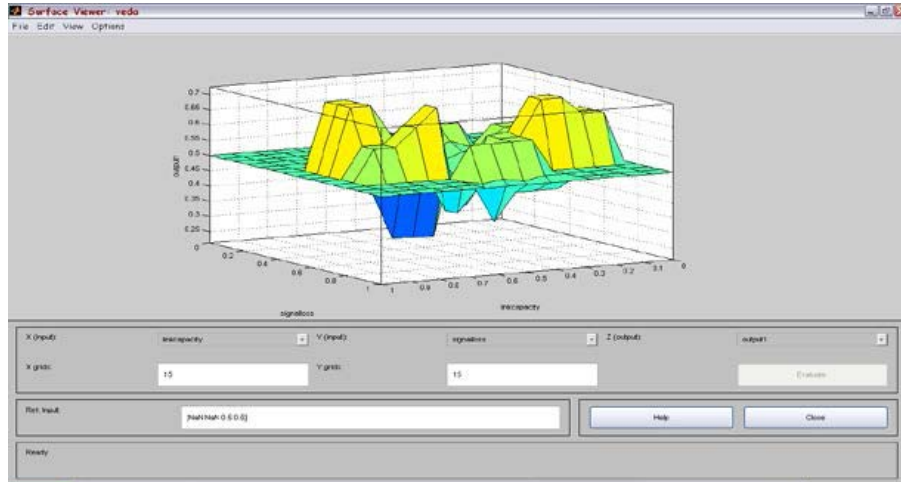 Surface Viewer: veda
File Edit View Options
0.7
0.65
0.6
0.55
0.5
0.45
0.4
0.35
0.3
0.25
output1
0
0.2
0.4
0.6
0.8
1
signalloss
1
0.9
0.8
0.7
0.6
0.5
0.4
0.3
0.2
0.1
0
linkcapacity
X (input): linkcapacity Y (input): signalloss Z (output): output1
X grids: 15 Y grids: 15 Evaluate
Ref. Input: [NaN NaN 0.5 0.5]
Help Close
Ready